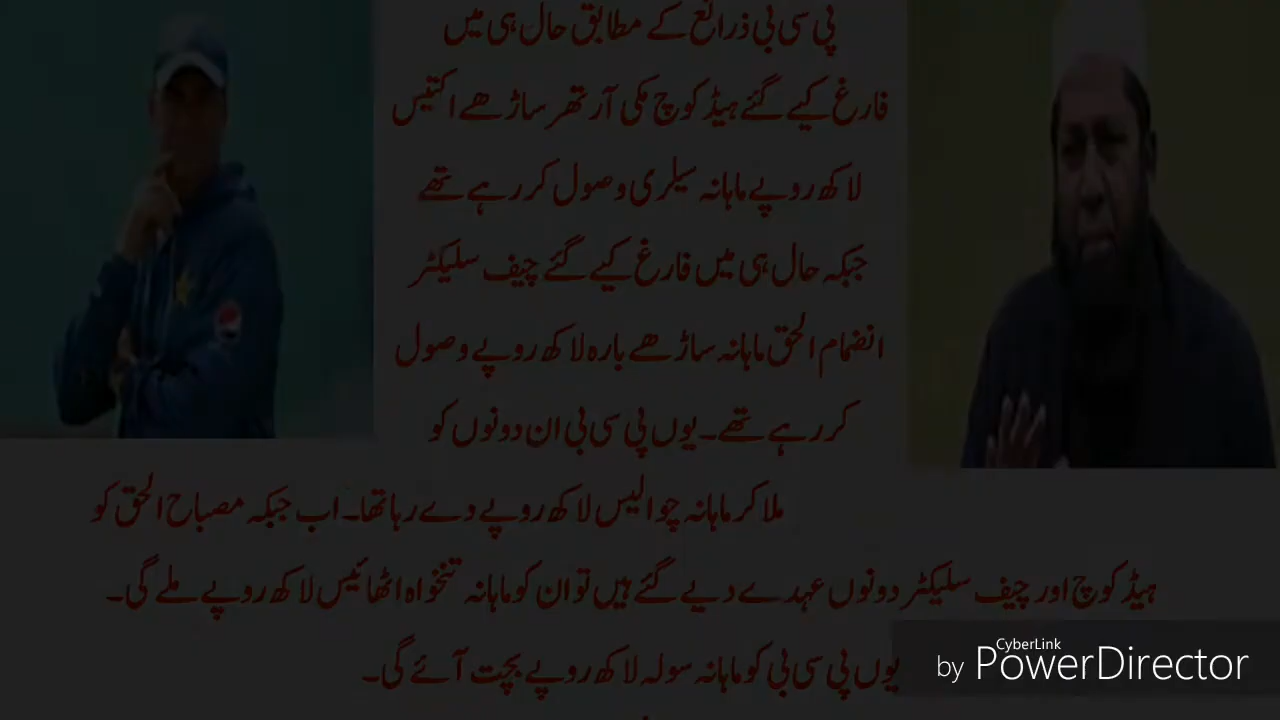 پی سی بی ذرائع کے مطابق حال ہی میں
فارغ کیے گئے ہیڈ کوچ مکی آرتھر ساڑھے اکتیس
لاکھ روپے ماہانہ سیلری وصول کر رہے تھے
جبکہ حال ہی میں فارغ کیے گئے چیف سلیکٹر
انضمام الحق ماہانہ ساڑھے بارہ لاکھ روپے وصول
کر رہے تھے۔ یوں پی سی بی ان دونوں کو
ملا کر ماہانہ چوالیس لاکھ روپے دے رہا تھا۔ اب جبکہ مصباح الحق کو
ہیڈ کوچ اور چیف سلیکٹر دونوں عہدے دیے گئے ہیں تو ان کو ماہانہ تنخواہ اٹھائیس لاکھ روپے ملے گی۔
یوں پی سی بی کو ماہانہ سولہ لاکھ روپے بچت آئے گی۔
CyberLink
by PowerDirector